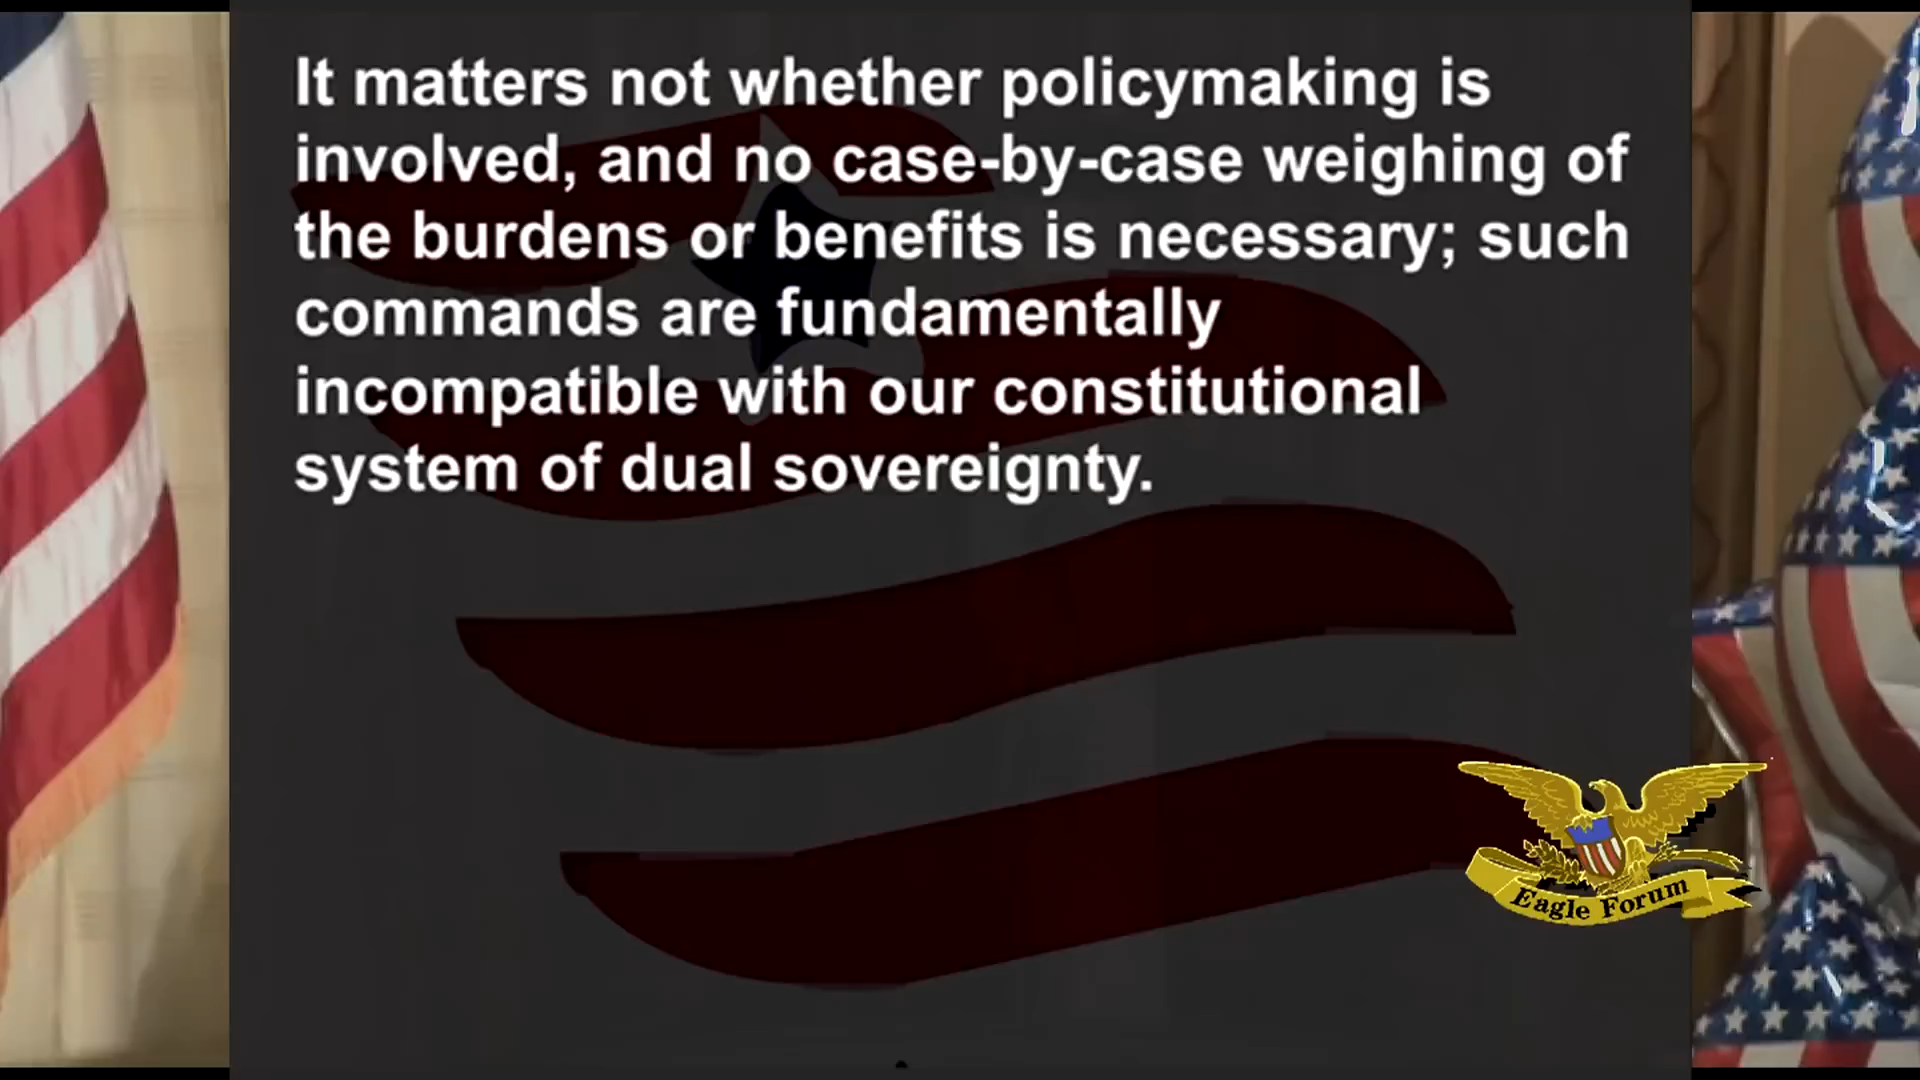 It matters not whether policymaking is
involved, and no case-by-case weighing of
the burdens or benefits is necessary; such
commands are fundamentally
incompatible with our constitutional
system of dual sovereignty.
Eagle Forum